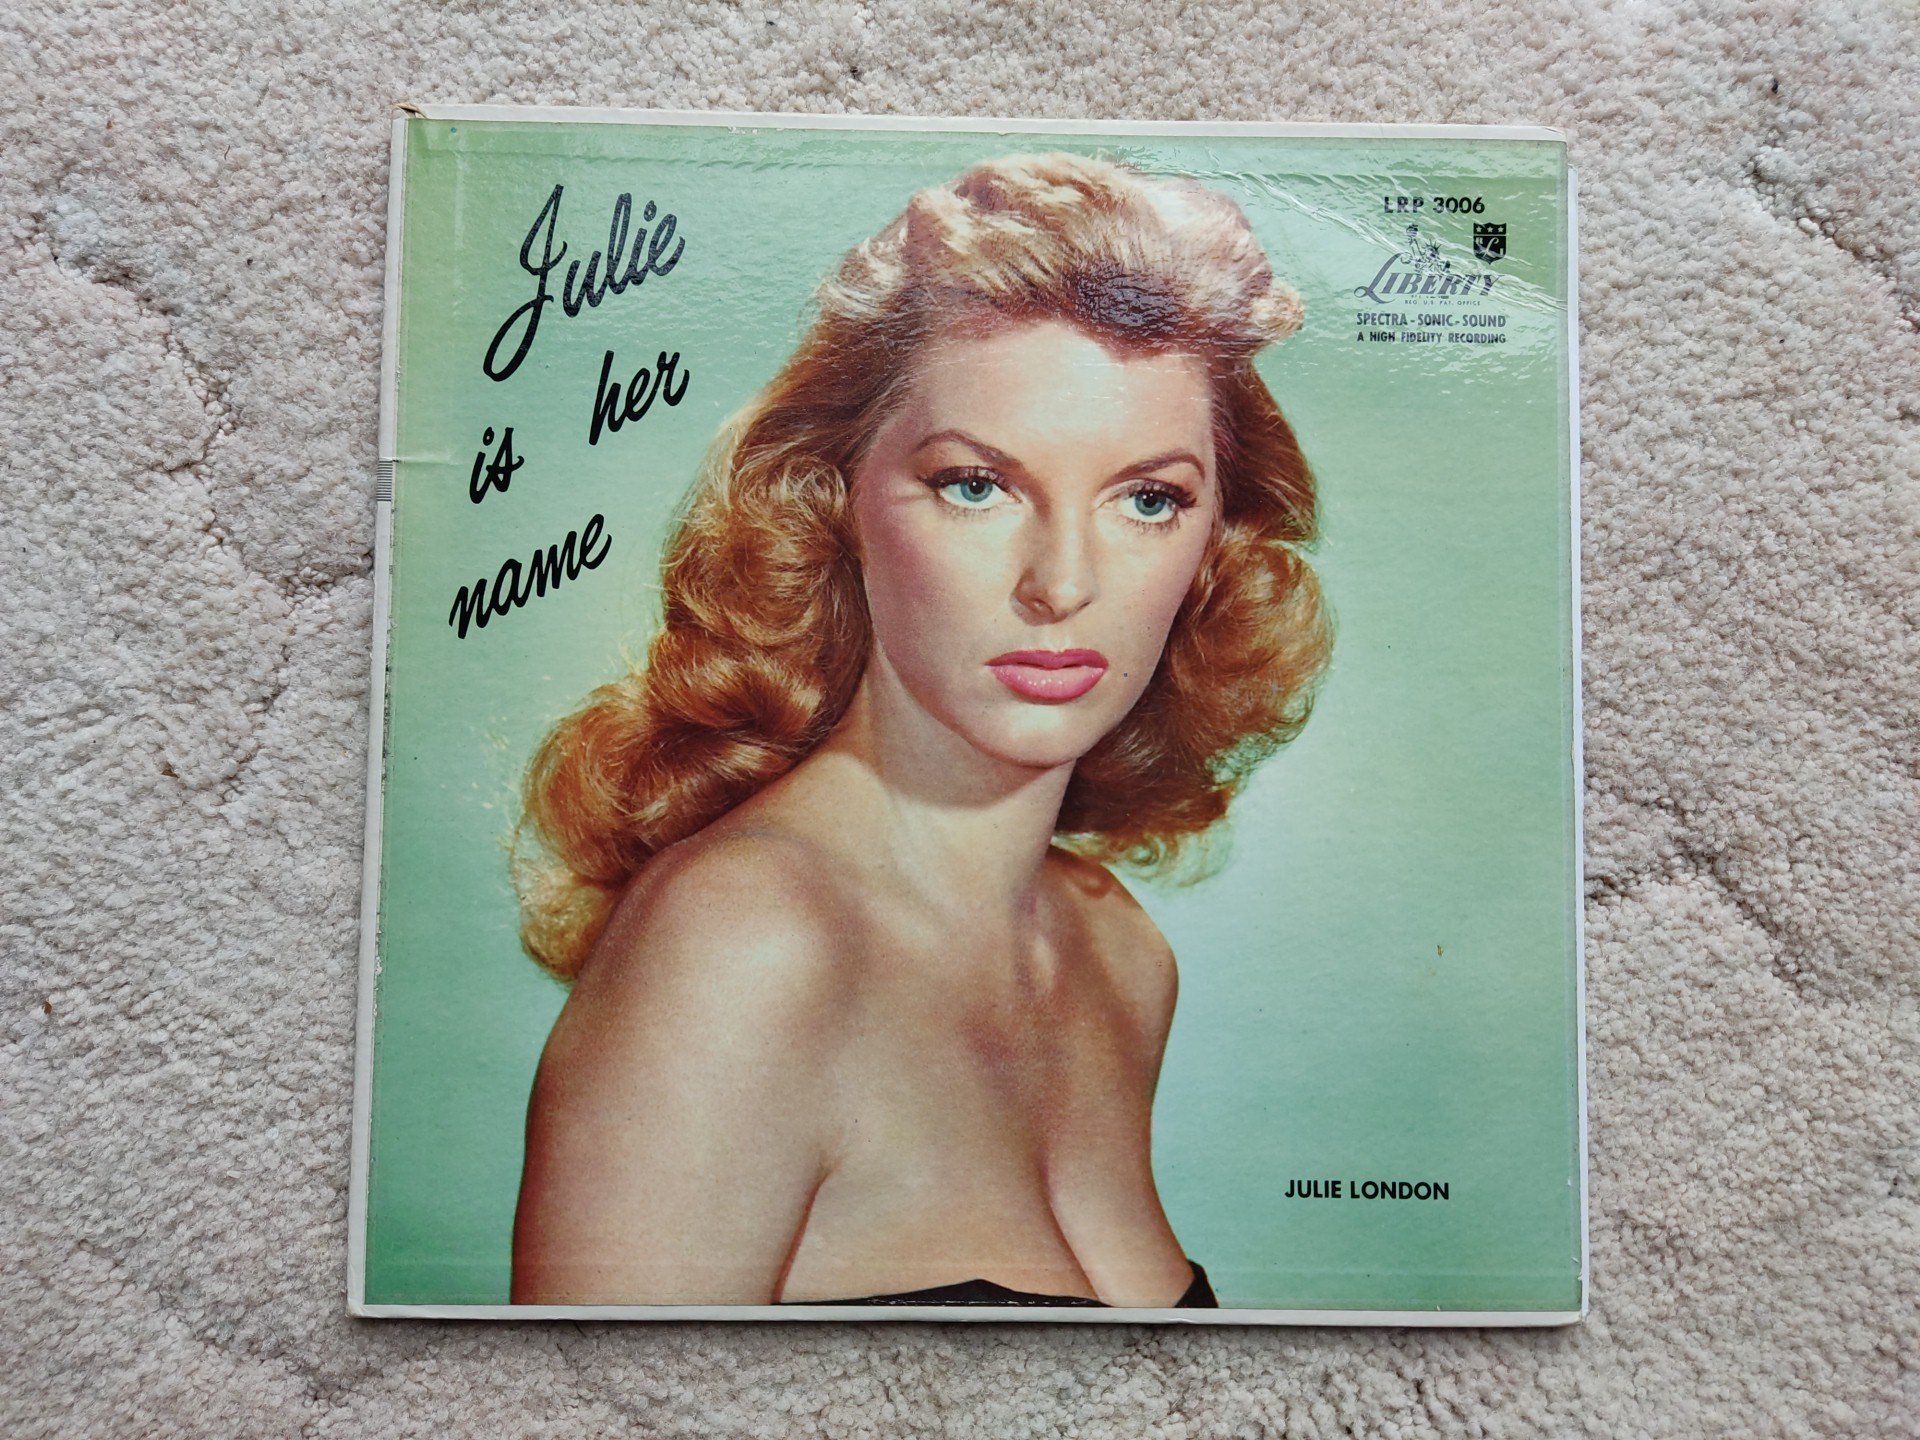 Julie
is her
name
LRP 3006
LIBERTY
REG. U.S. PAT. OFFICE
SPECTRA-SONIC-SOUND
A HIGH FIDELITY RECORDING
JULIE LONDON